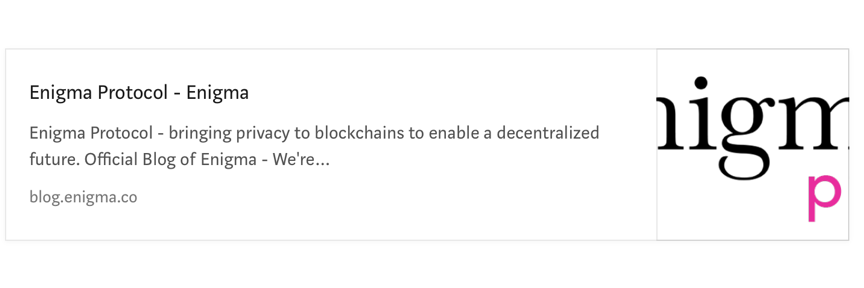 Enigma Protocol - Enigma
Enigma Protocol - bringing privacy to blockchains to enable a decentralized
future. Official Blog of Enigma - We're...
blog.enigma.co
nigm
p